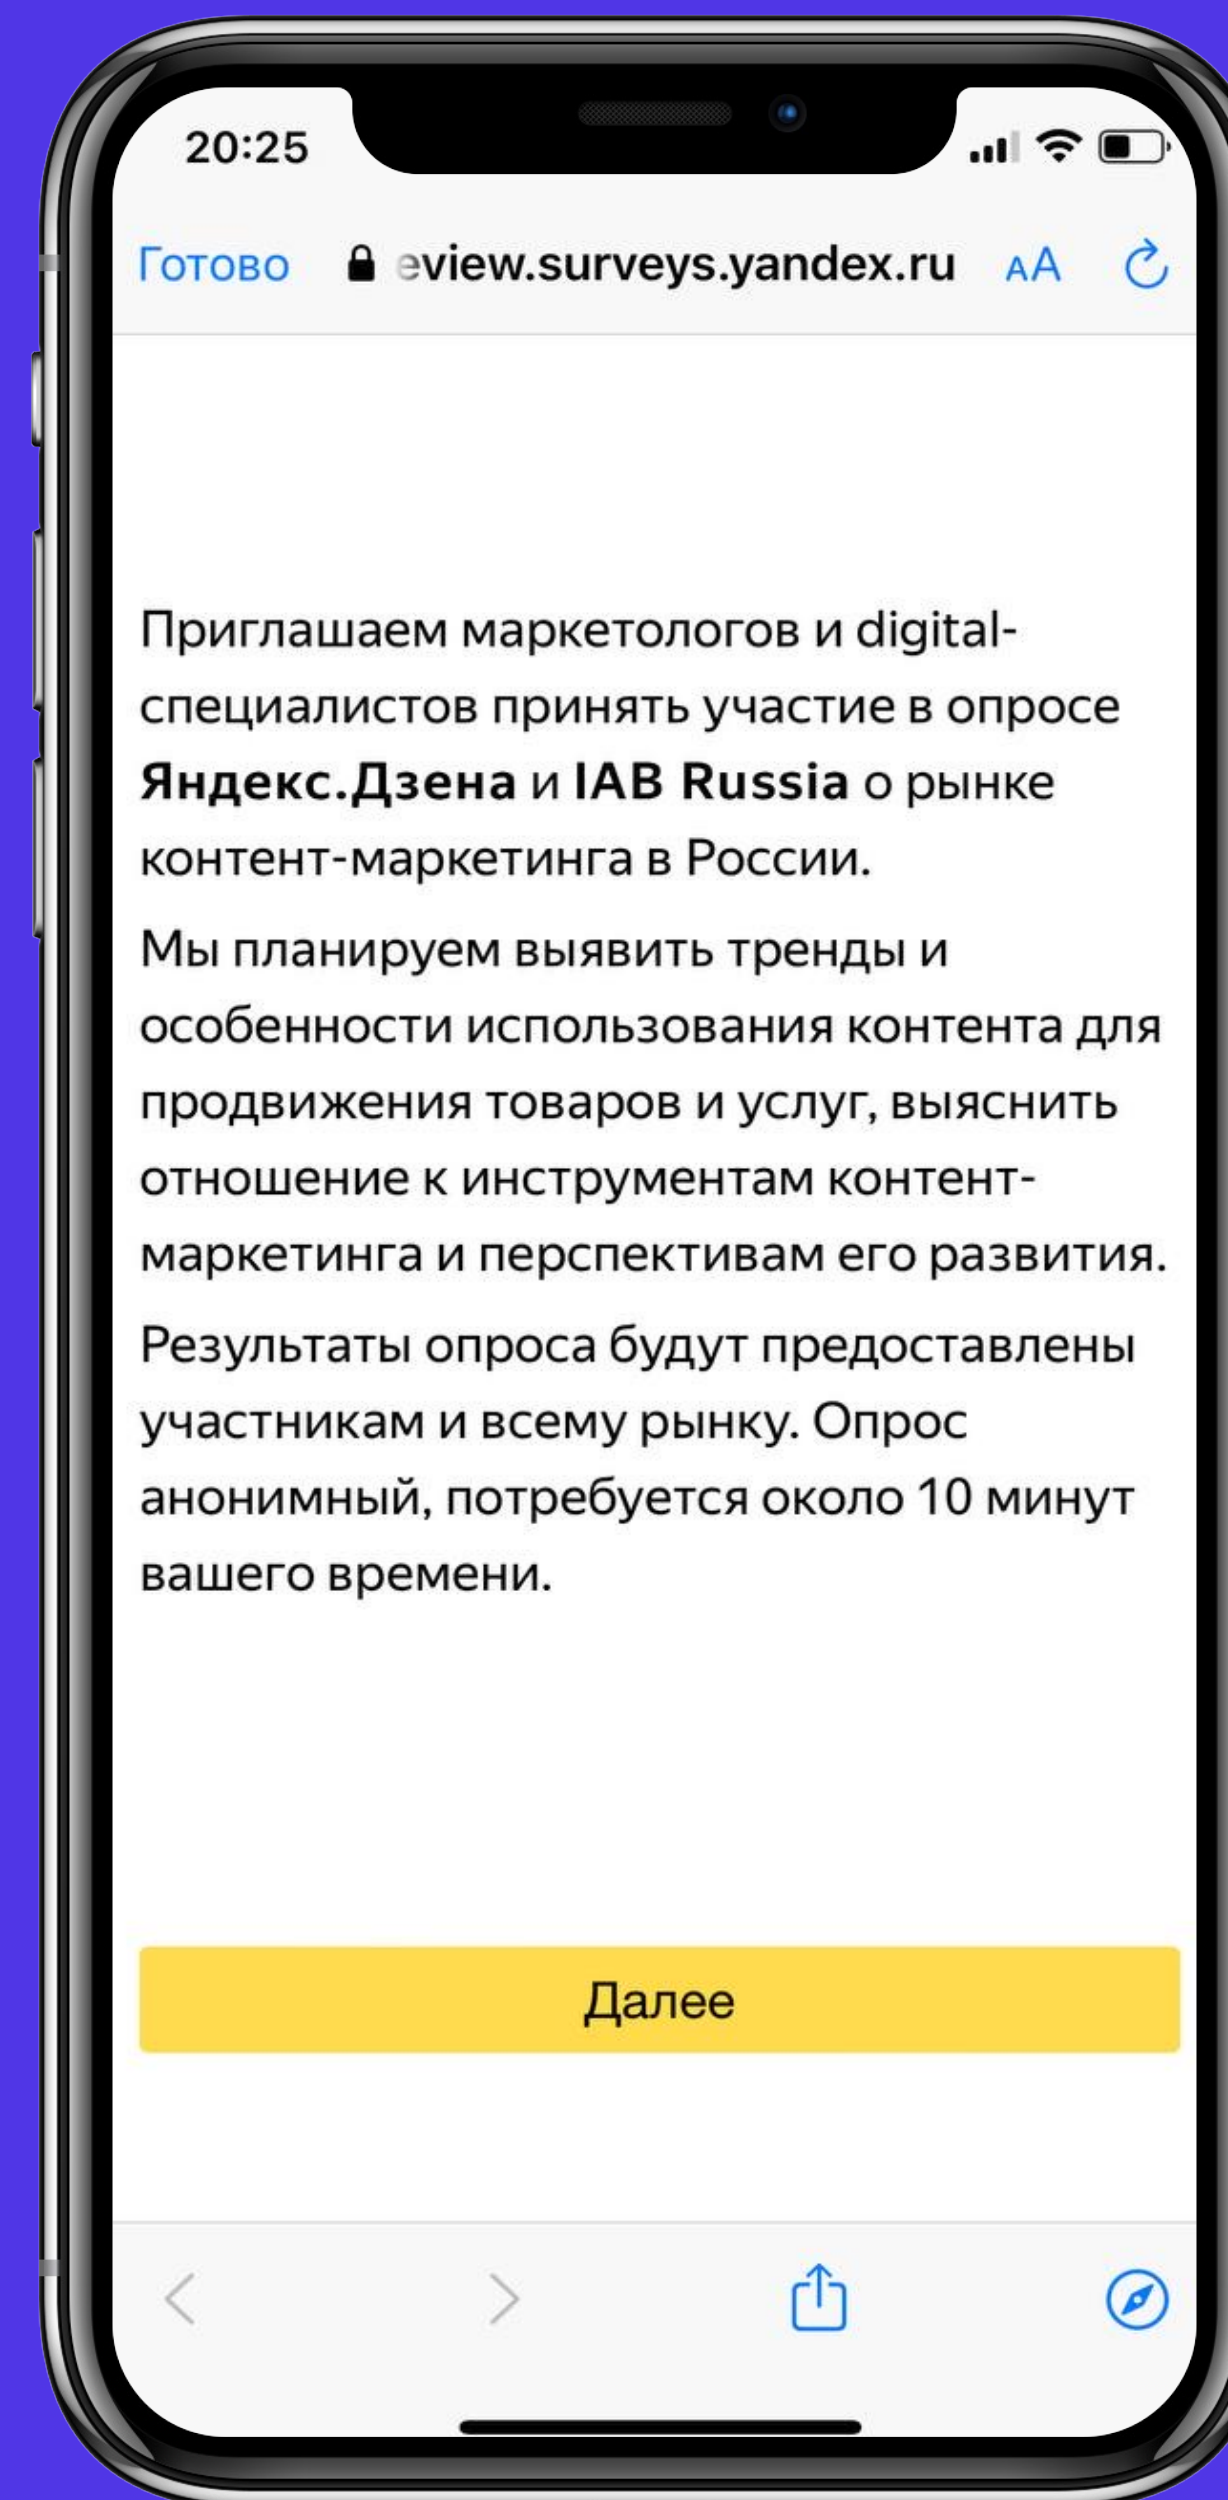 20:25
Готово eview.surveys.yandex.ru AA
Приглашаем маркетологов и digital-
специалистов принять участие в опросе
Яндекс.Дзена и IAB Russia о рынке
контент-маркетинга в России.
Мы планируем выявить тренды и
особенности использования контента для
продвижения товаров и услуг, выяснить
отношение к инструментам контент-
маркетинга и перспективам его развития.
Результаты опроса будут предоставлены
участникам и всему рынку. Опрос
анонимный, потребуется около 10 минут
вашего времени.
Далее